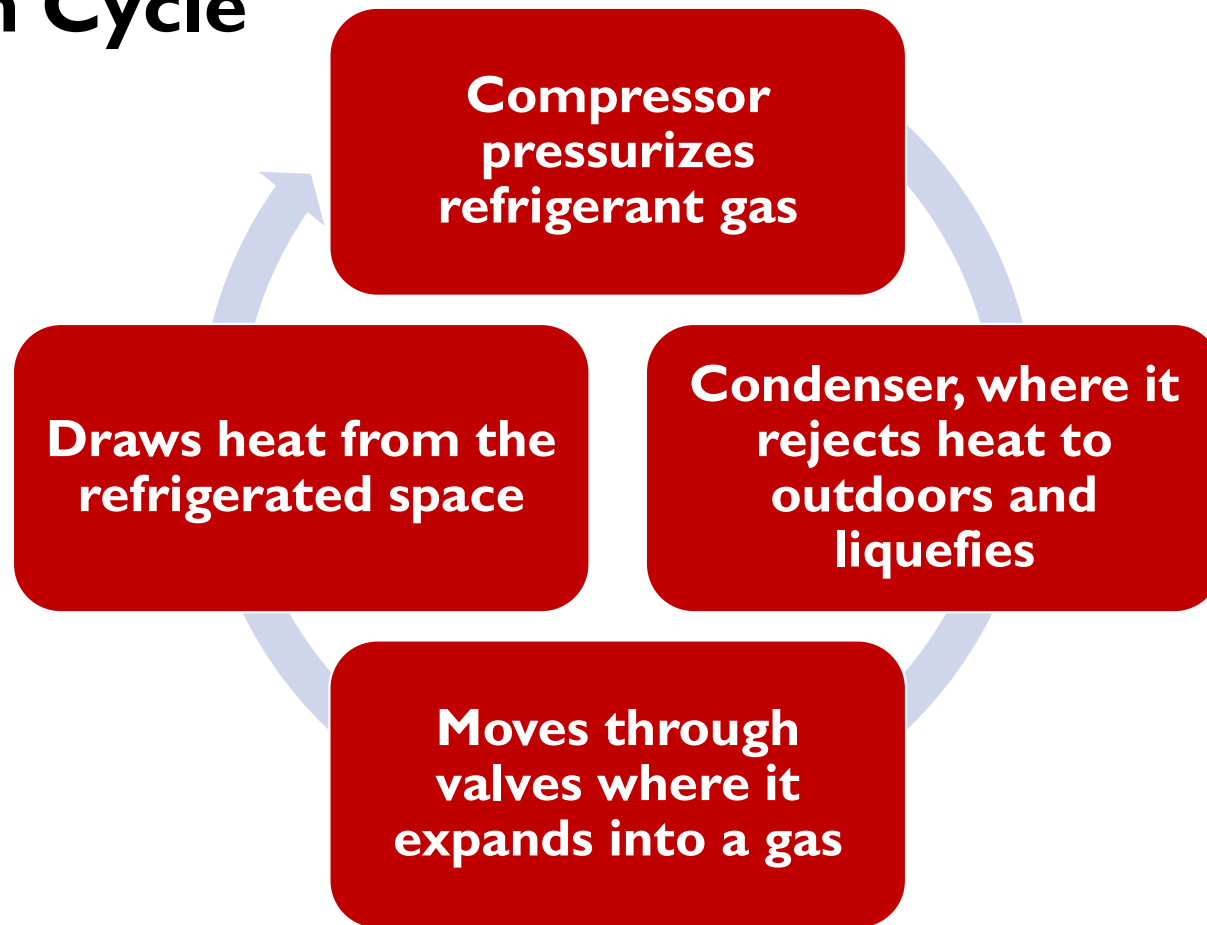 Cycle
Compressor
pressurizes
refrigerant gas
Condenser, where it
rejects heat to
outdoors and
liquefies
Moves through
valves where it
expands into a gas
Draws heat from the
refrigerated space